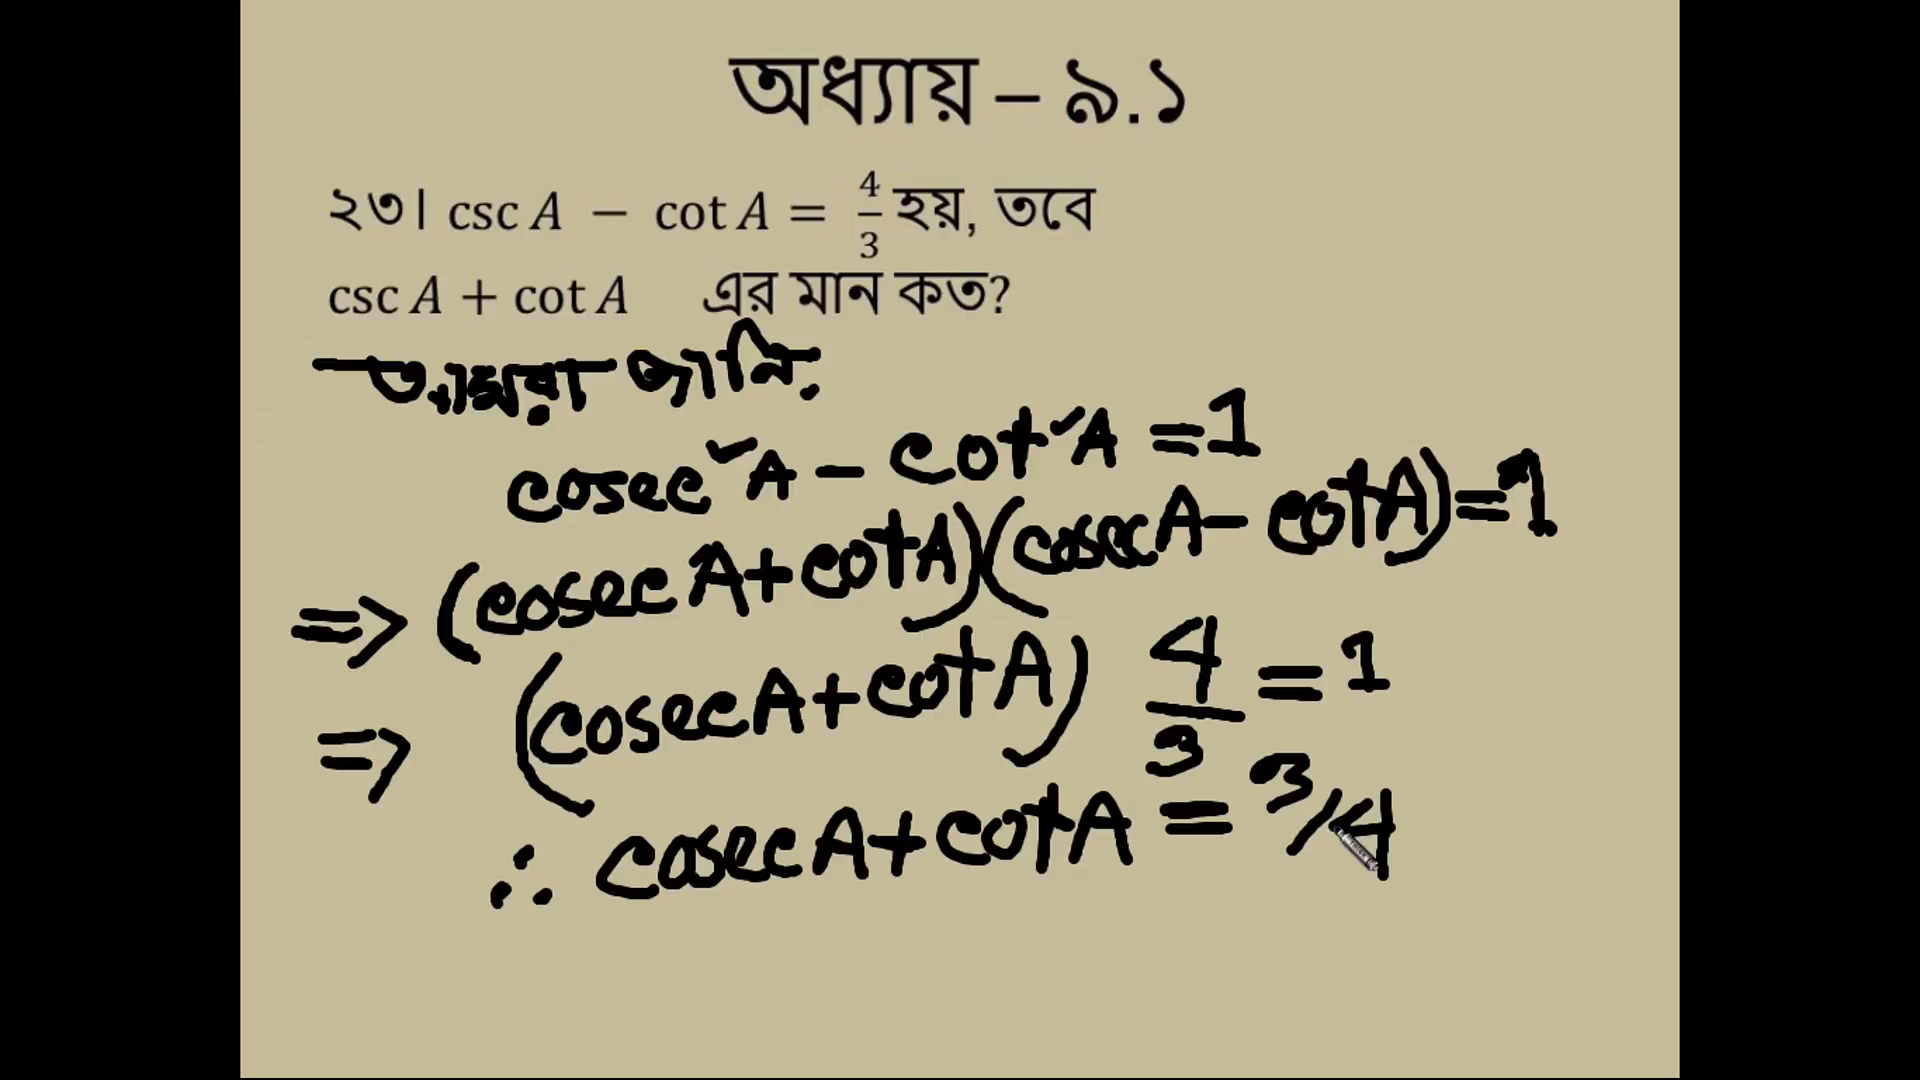 অধ্যায় – ৯.১
২৩। csc A − cot A = 4/3 হয়, তবে
csc A + cot A এর মান কত?
আমরা জানি.
cosec²A − cot²A = 1
=> (cosecA+cotA)(cosecA−cotA)=1
=> (cosecA+cotA) 4/3 = 1
∴ cosecA+cotA = 3/4